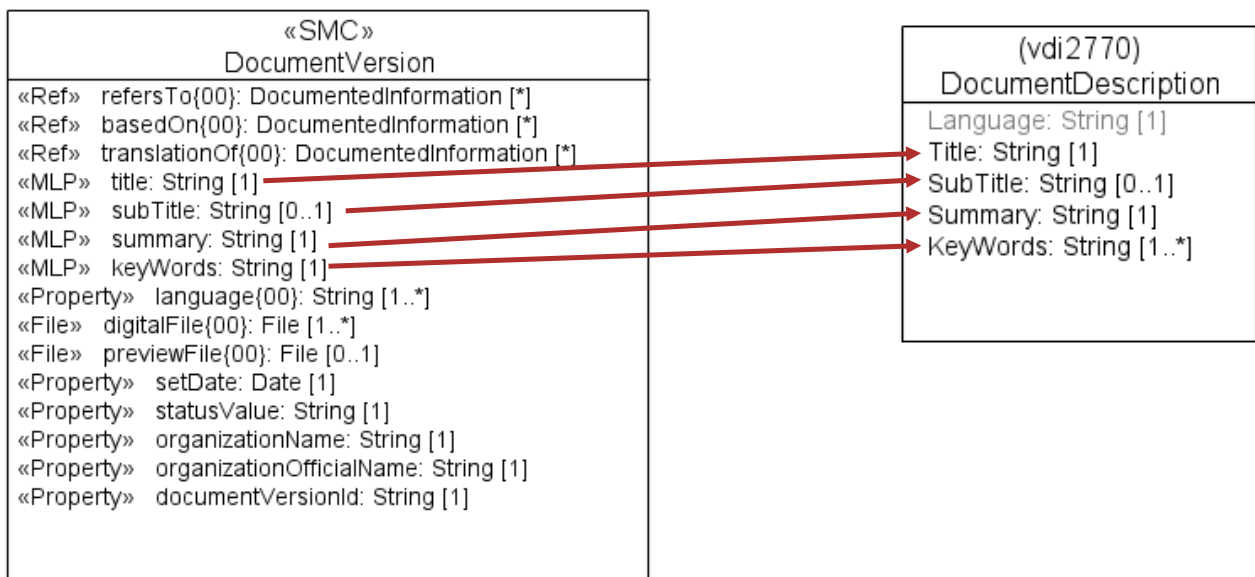 «SMC»
DocumentVersion
«Ref» refersTo{00}: DocumentedInformation [*]
«Ref» basedOn{00}: DocumentedInformation [*]
«Ref» translationOf{00}: DocumentedInformation [*]
«MLP» title: String [1]
«MLP» subTitle: String [0..1]
«MLP» summary: String [1]
«MLP» keyWords: String [1]
«Property» language{00}: String [1..*]
«File» digitalFile{00}: File [1..*]
«File» previewFile{00}: File [0..1]
«Property» setDate: Date [1]
«Property» statusValue: String [1]
«Property» organizationName: String [1]
«Property» organizationOfficialName: String [1]
«Property» documentVersionId: String [1]
(vdi2770)
DocumentDescription
Language: String [1]
Title: String [1]
SubTitle: String [0..1]
Summary: String [1]
KeyWords: String [1..*]